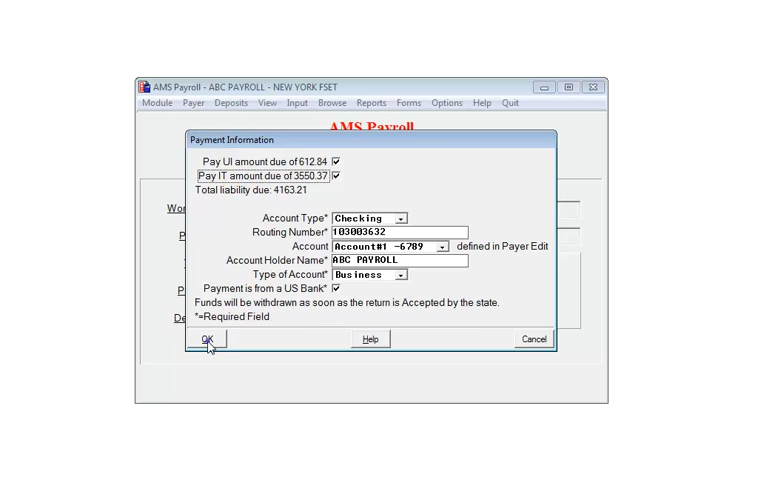 AMS Payroll - ABC PAYROLL - NEW YORK FSET
Module Payer Deposits View Input Browse Reports Forms Options Help Quit
AMS Payroll
Payment Information
Pay UI amount due of 612.84
Pay IT amount due of 3550.37
Total liability due: 4163.21
Account Type* Checking
Routing Number* 103003632
Account Account#1 -6789 defined in Payer Edit
Account Holder Name* ABC PAYROLL
Type of Account* Business
Payment is from a US Bank*
Funds will be withdrawn as soon as the return is Accepted by the state.
*=Required Field
OK Help Cancel